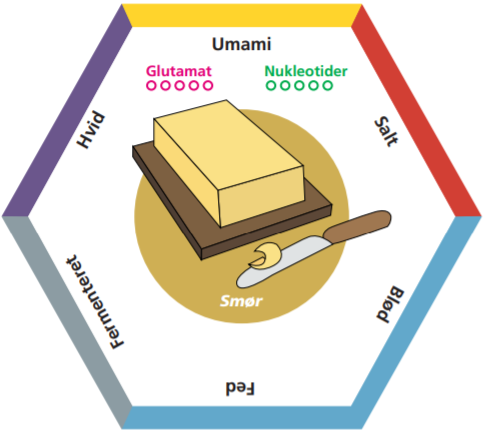 Umami
Glutamat
Nukleotider
Hvid
Salt
Smør
Fermenteret
Blød
Fed